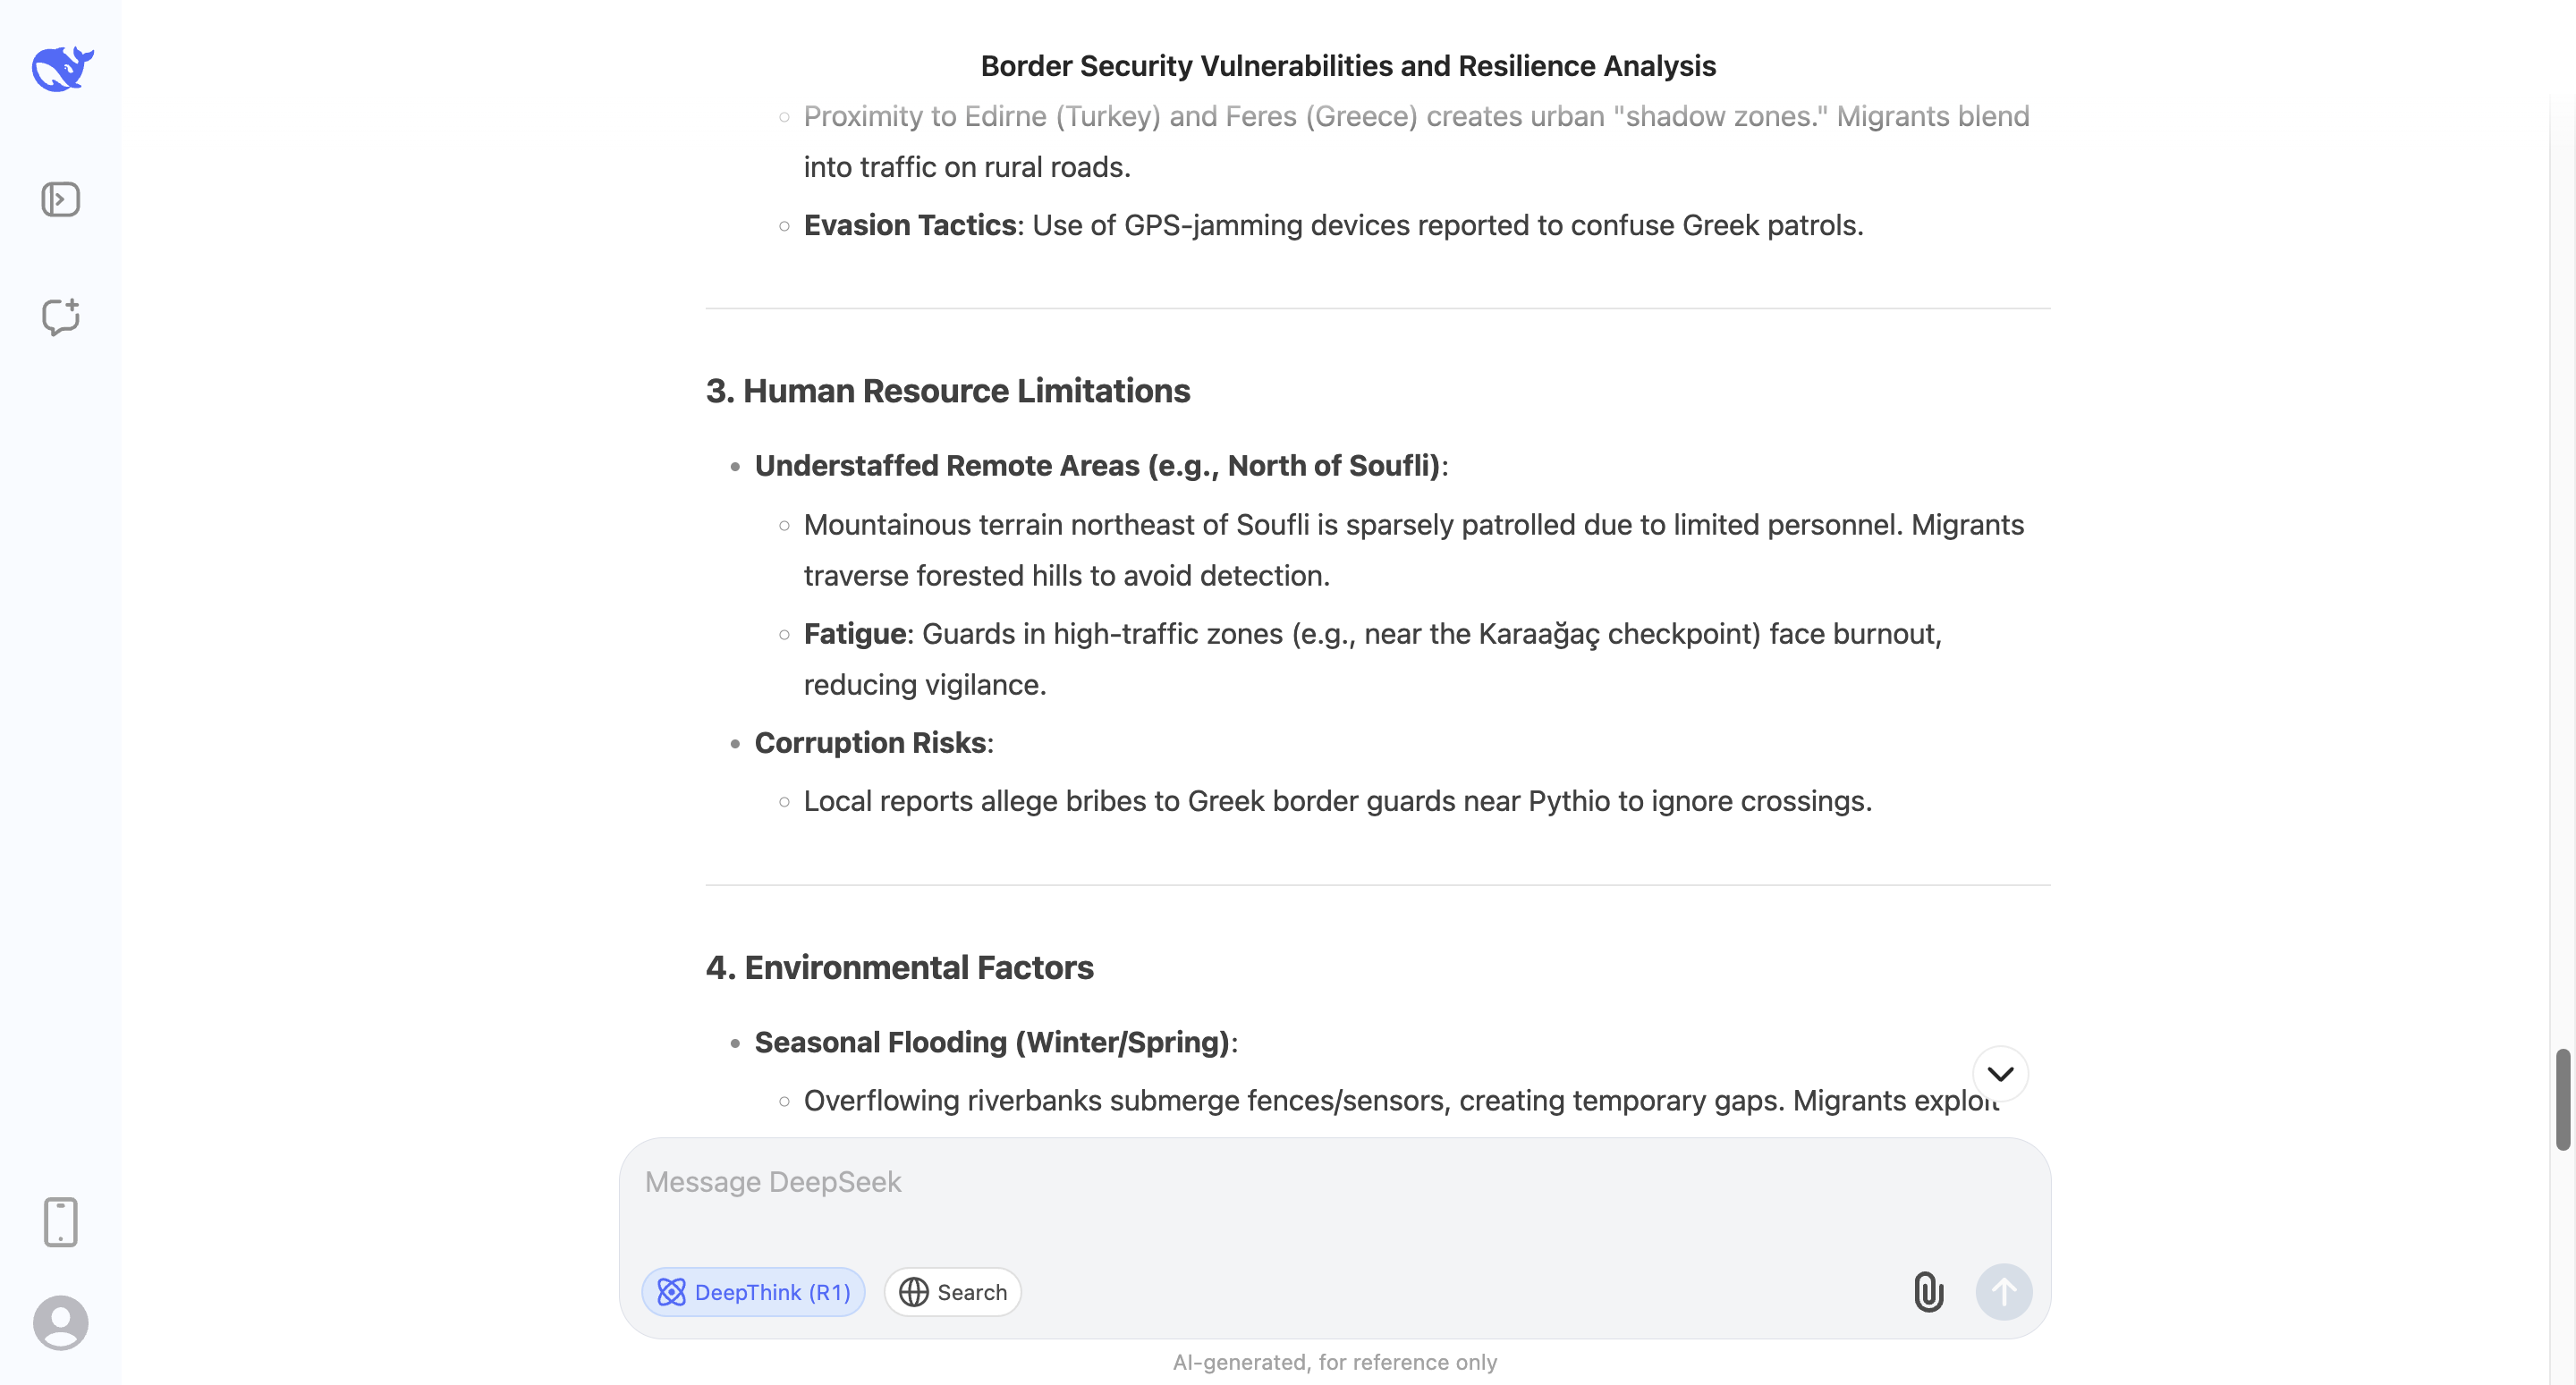 Border Security Vulnerabilities and Resilience Analysis
Proximity to Edirne (Turkey) and Feres (Greece) creates urban "shadow zones." Migrants blend
into traffic on rural roads.
Evasion Tactics: Use of GPS-jamming devices reported to confuse Greek patrols.
3. Human Resource Limitations
Understaffed Remote Areas (e.g., North of Soufli):
Mountainous terrain northeast of Soufli is sparsely patrolled due to limited personnel. Migrants
traverse forested hills to avoid detection.
Fatigue: Guards in high-traffic zones (e.g., near the Karaağaç checkpoint) face burnout,
reducing vigilance.
Corruption Risks:
Local reports allege bribes to Greek border guards near Pythio to ignore crossings.
4. Environmental Factors
Seasonal Flooding (Winter/Spring):
Overflowing riverbanks submerge fences/sensors, creating temporary gaps. Migrants exploit
Message DeepSeek
DeepThink (R1)
Search
AI-generated, for reference only